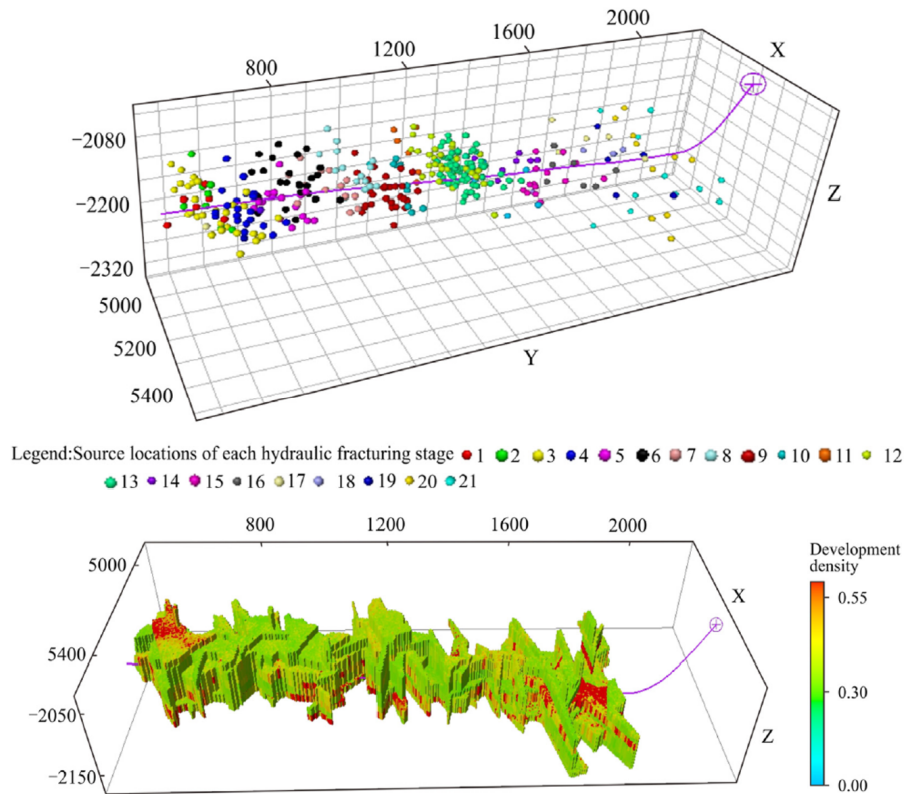 800 1200 1600 2000
X
−2080
−2200
−2320
Z
5000
5200
5400
Y
Legend:Source locations of each hydraulic fracturing stage 1 2 3 4 5 6 7 8 9 10 11 12
13 14 15 16 17 18 19 20 21
800 1200 1600 2000
Development
density
5000
X
0.55
5400
0.30
−2050
Z
−2150
0.00